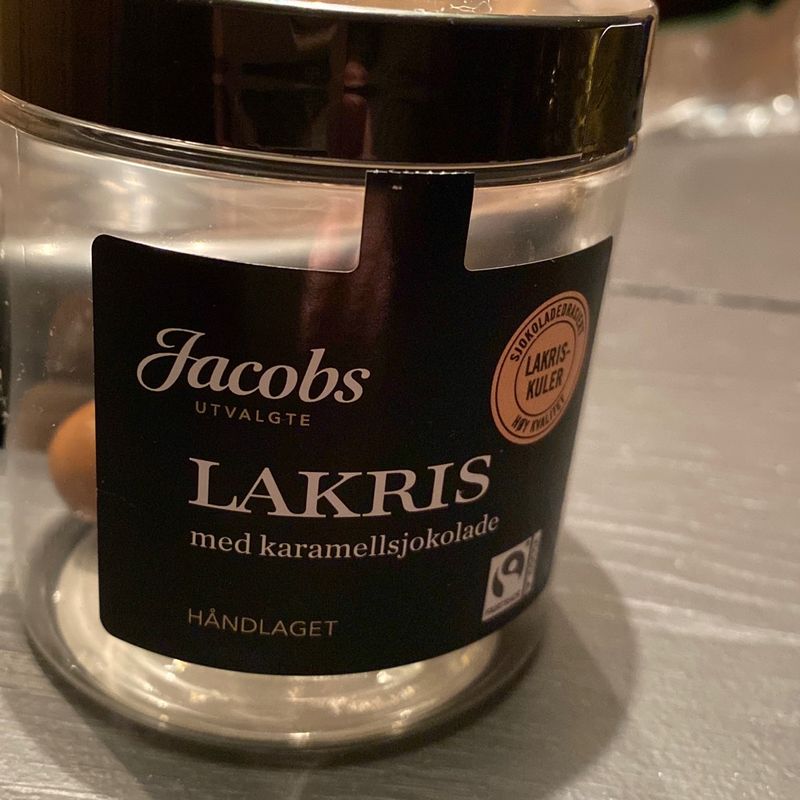 Jacobs
UTVALGTE
SJOKOLADEDRASJERT
LAKRIS-
KULER
HØY KVALITET
LAKRIS
med karamellsjokolade
HÅNDLAGET